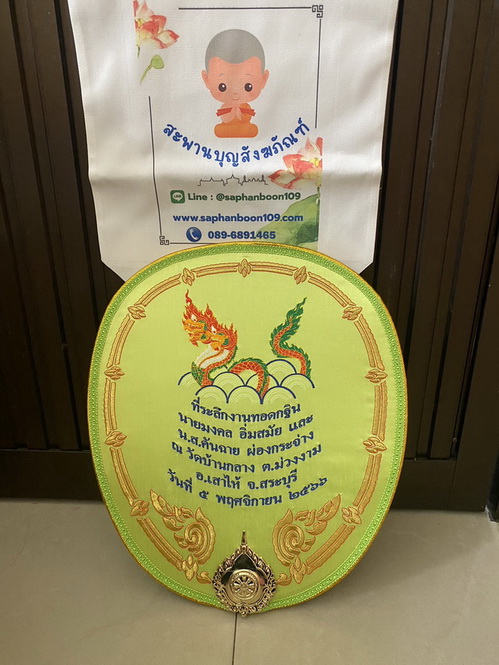 สะพานบุญสังฆภัณฑ์
Line : @saphanboon109
www.saphanboon109.com
089-6891465
ที่ระลึกงานทอดกฐิน
นายมงคล อิ่มสมัย และ
น.ส.ต้นฉาย ผ่องกระจ่าง
ณ วัดบ้านกลาง ต.ม่วงงาม
อ.เสาไห้ จ.สระบุรี
วันที่ ๕ พฤศจิกายน ๒๕๖๖